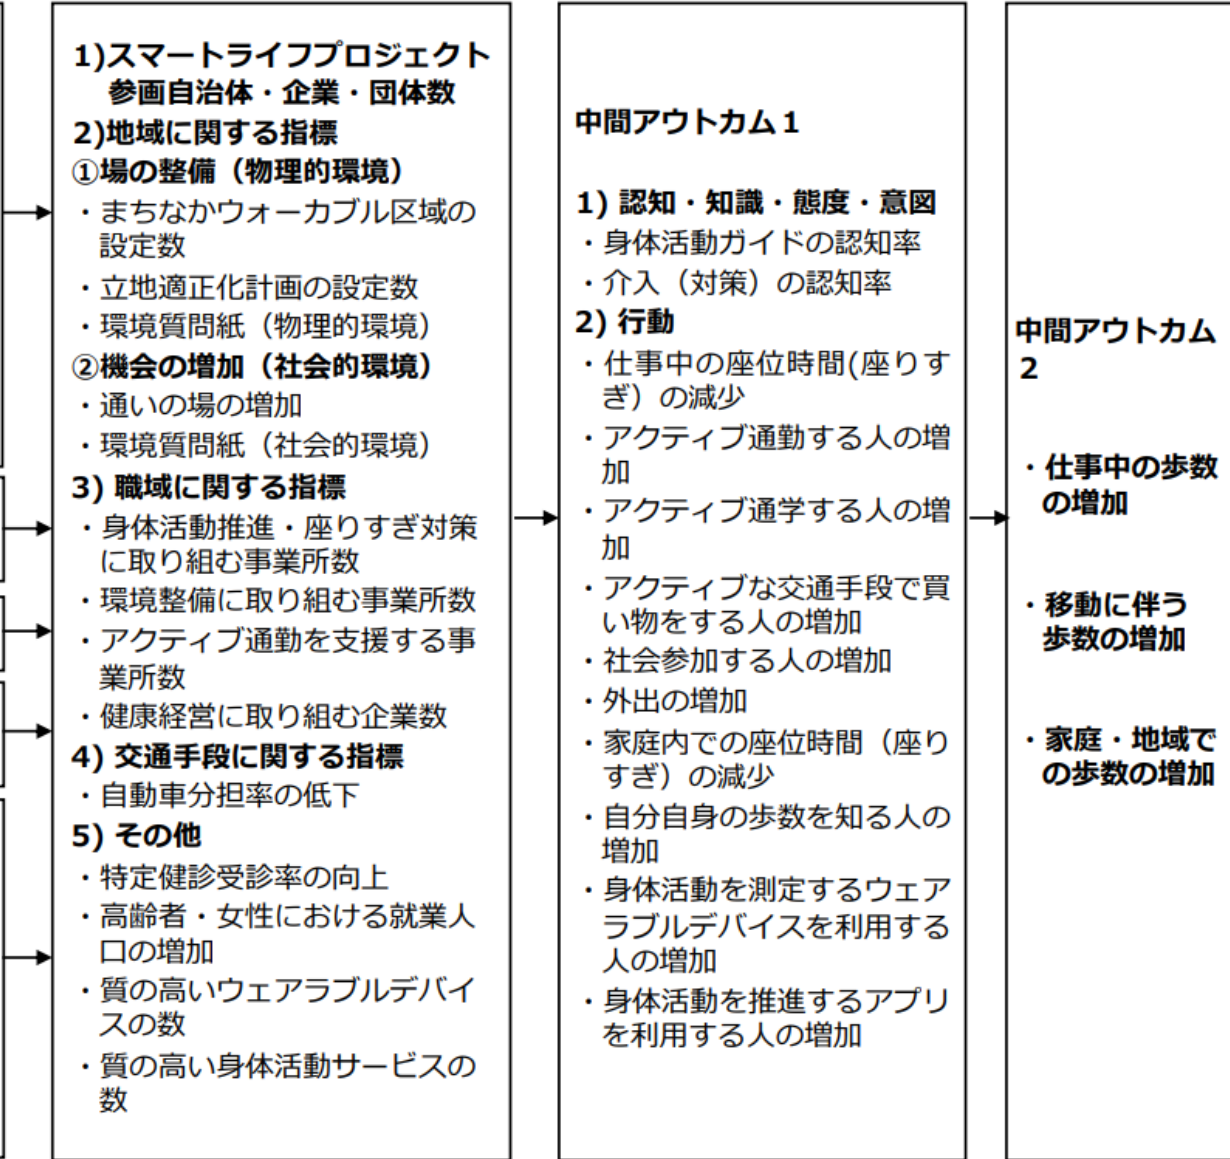 1)スマートライフプロジェクト
参画自治体・企業・団体数
2)地域に関する指標
①場の整備（物理的環境）
・まちなかウォーカブル区域の
設定数
・立地適正化計画の設定数
・環境質問紙（物理的環境）
②機会の増加（社会的環境）
・通いの場の増加
・環境質問紙（社会的環境）
3) 職域に関する指標
・身体活動推進・座りすぎ対策
に取り組む事業所数
・環境整備に取り組む事業所数
・アクティブ通勤を支援する事
業所数
・健康経営に取り組む企業数
4) 交通手段に関する指標
・自動車分担率の低下
5) その他
・特定健診受診率の向上
・高齢者・女性における就業人
口の増加
・質の高いウェアラブルデバイ
スの数
・質の高い身体活動サービスの
数
中間アウトカム１
1) 認知・知識・態度・意図
・身体活動ガイドの認知率
・介入（対策）の認知率
2) 行動
・仕事中の座位時間(座りす
ぎ）の減少
・アクティブ通勤する人の増
加
・アクティブ通学する人の増
加
・アクティブな交通手段で買
い物をする人の増加
・社会参加する人の増加
・外出の増加
・家庭内での座位時間（座り
すぎ）の減少
・自分自身の歩数を知る人の
増加
・身体活動を測定するウェア
ラブルデバイスを利用する
人の増加
・身体活動を推進するアプリ
を利用する人の増加
中間アウトカム
2
・仕事中の歩数
の増加
・移動に伴う
歩数の増加
・家庭・地域で
の歩数の増加